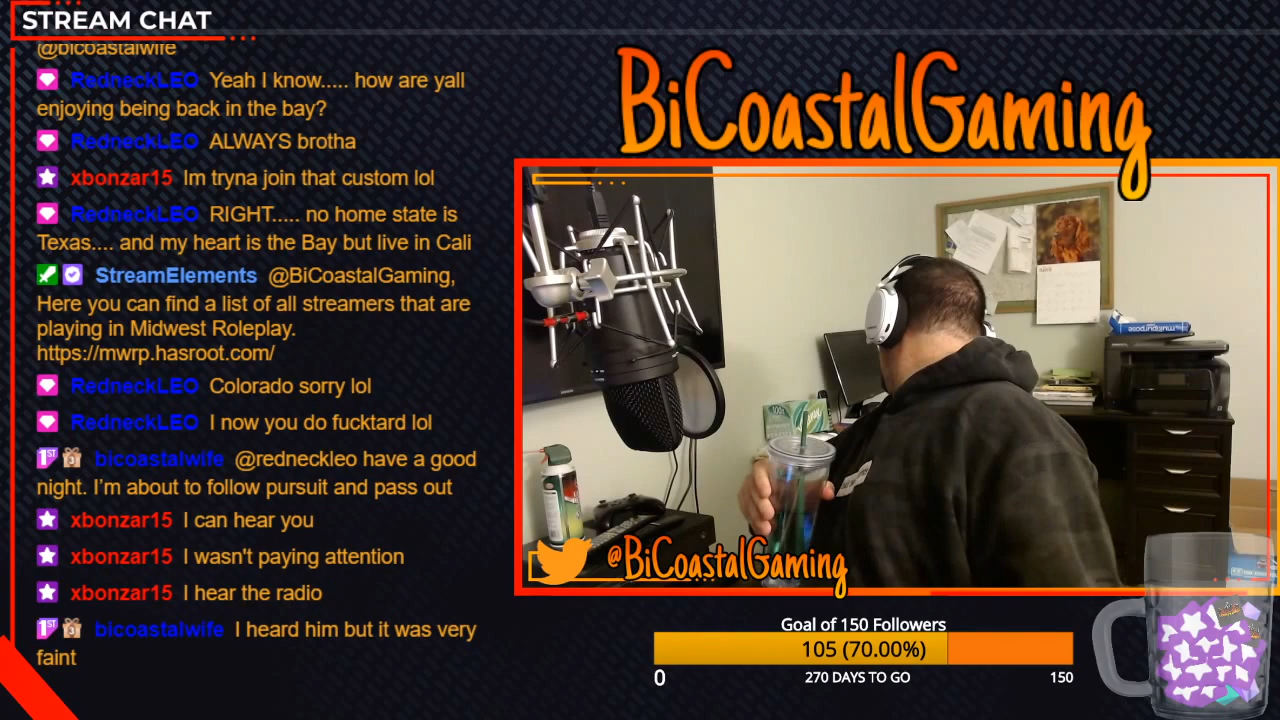 STREAM CHAT
@bicoastalwife
RedneckLEO Yeah I know..... how are yall
enjoying being back in the bay?
RedneckLEO ALWAYS brotha
xbonzar15 Im tryna join that custom lol
RedneckLEO RIGHT..... no home state is
Texas.... and my heart is the Bay but live in Cali
StreamElements @BiCoastalGaming,
Here you can find a list of all streamers that are
playing in Midwest Roleplay.
https://mwrp.hasroot.com/
RedneckLEO Colorado sorry lol
RedneckLEO I now you do fucktard lol
1ST bicoastalwife @redneckleo have a good
night. I'm about to follow pursuit and pass out
xbonzar15 I can hear you
xbonzar15 I wasn't paying attention
xbonzar15 I hear the radio
1ST bicoastalwife I heard him but it was very
faint
BiCoastalGaming
@BiCoastalGaming
Goal of 150 Followers
105 (70.00%)
0 270 DAYS TO GO 150